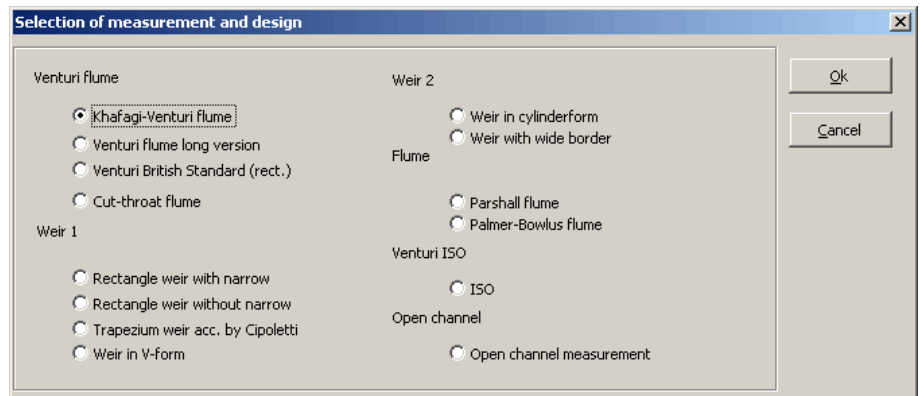 Selection of measurement and design
Venturi flume
Khafagi-Venturi flume
Venturi flume long version
Venturi British Standard (rect.)
Cut-throat flume
Weir 1
Rectangle weir with narrow
Rectangle weir without narrow
Trapezium weir acc. by Cipoletti
Weir in V-form
Weir 2
Weir in cylinderform
Weir with wide border
Flume
Parshall flume
Palmer-Bowlus flume
Venturi ISO
ISO
Open channel
Open channel measurement
Ok
Cancel